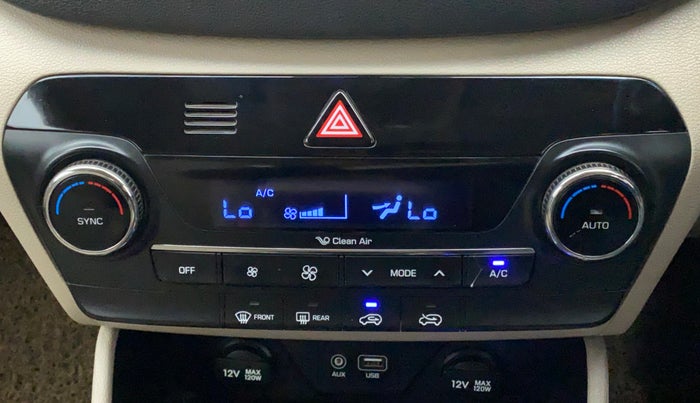 A/C
Lo Lo
Clean Air
SYNC AUTO
OFF MODE A/C
FRONT REAR
12V MAX 120W
AUX USB
12V MAX 120W